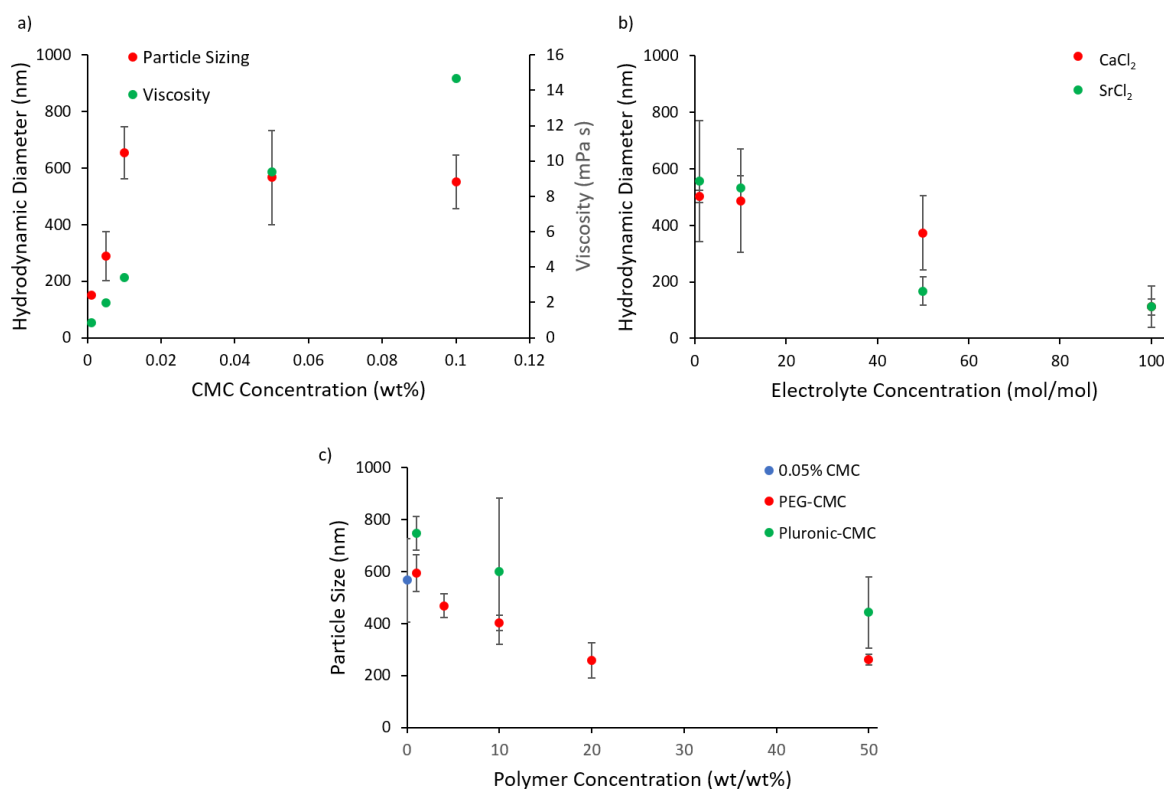 a)
Hydrodynamic Diameter (nm)
1000
800
600
400
200
0
Particle Sizing
Viscosity
16
14
12
10
8
6
4
2
0
Viscosity (mPa s)
0 0.02 0.04 0.06 0.08 0.1 0.12
CMC Concentration (wt%)
b)
Hydrodynamic Diameter (nm)
1000
800
600
400
200
0
CaCl₂
SrCl₂
0 20 40 60 80 100
Electrolyte Concentration (mol/mol)
c)
Particle Size (nm)
1000
800
600
400
200
0
0.05% CMC
PEG-CMC
Pluronic-CMC
0 10 20 30 40 50
Polymer Concentration (wt/wt%)